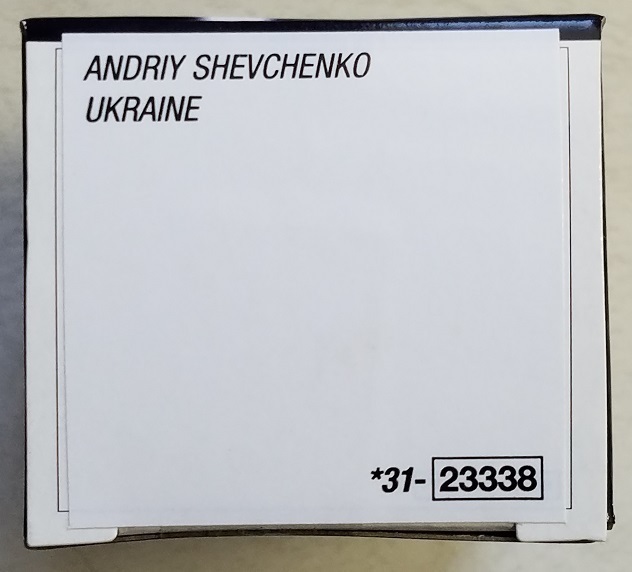 ANDRIY SHEVCHENKO
UKRAINE
*31-23338